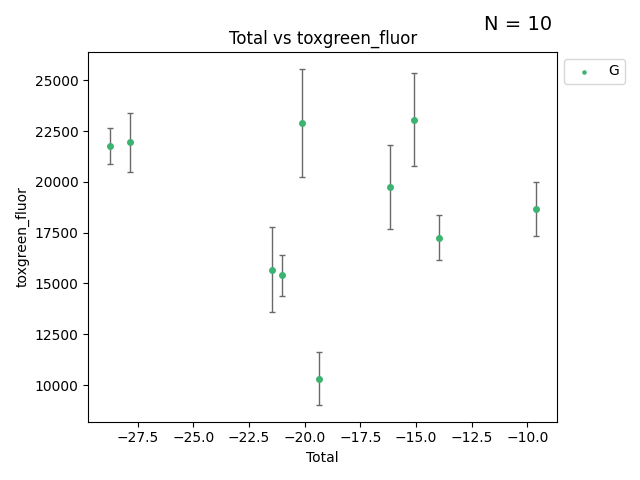 N = 10
Total vs toxgreen_fluor
G
toxgreen_fluor
25000
22500
20000
17500
15000
12500
10000
−27.5 −25.0 −22.5 −20.0 −17.5 −15.0 −12.5 −10.0
Total